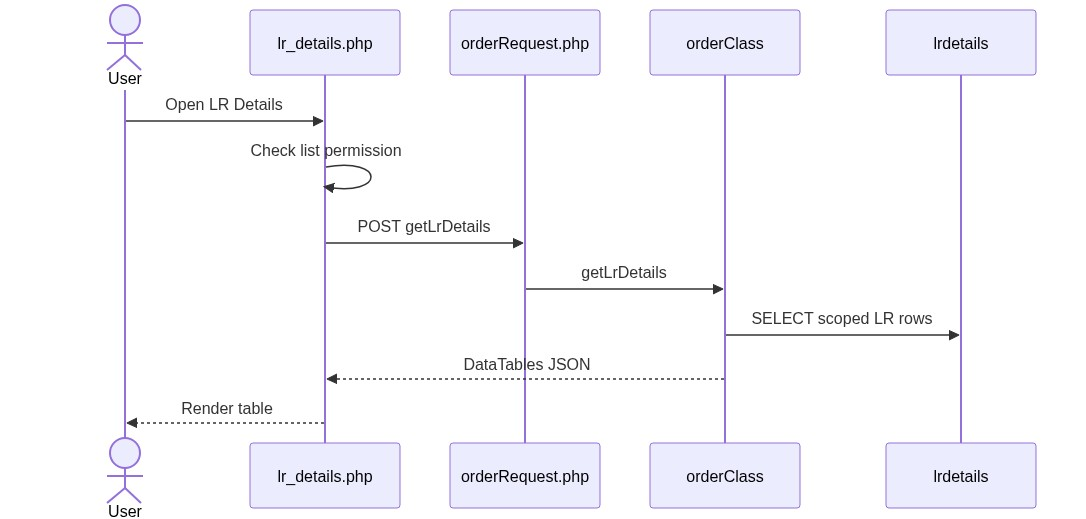 User
lr_details.php
orderRequest.php
orderClass
lrdetails
Open LR Details
Check list permission
POST getLrDetails
getLrDetails
SELECT scoped LR rows
DataTables JSON
Render table
User
lr_details.php
orderRequest.php
orderClass
lrdetails